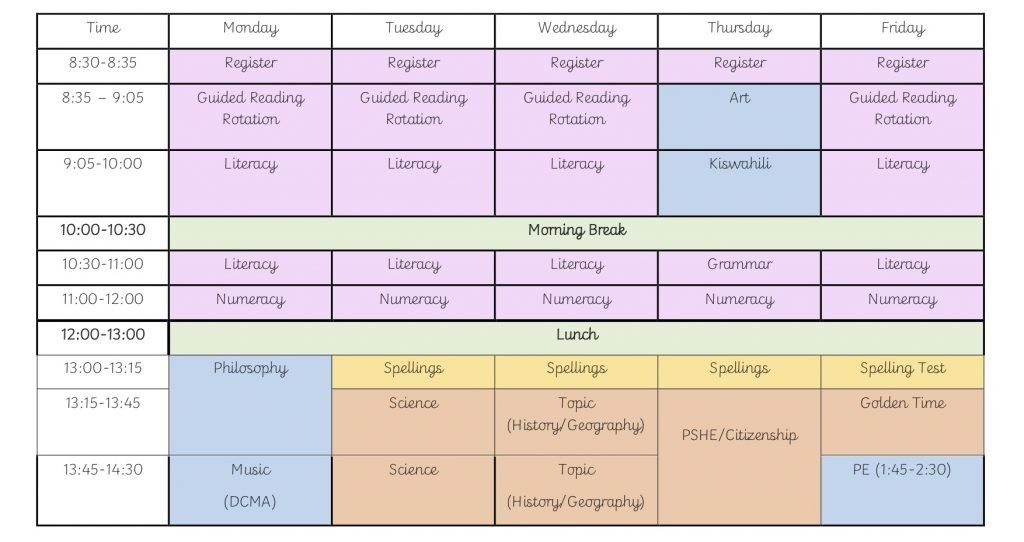 Time Monday Tuesday Wednesday Thursday Friday
8:30-8:35 Register Register Register Register Register
8:35 – 9:05 Guided Reading Guided Reading Guided Reading Art Guided Reading
Rotation Rotation Rotation Rotation
9:05-10:00 Literacy Literacy Literacy Kiswahili Literacy
10:00-10:30 Morning Break
10:30-11:00 Literacy Literacy Literacy Grammar Literacy
11:00-12:00 Numeracy Numeracy Numeracy Numeracy Numeracy
12:00-13:00 Lunch
13:00-13:15 Philosophy Spellings Spellings Spellings Spelling Test
13:15-13:45 Science Topic Golden Time
(History/Geography)
PSHE/Citizenship
13:45-14:30 Music Science Topic PE (1:45-2:30)
(DCMA) (History/Geography)